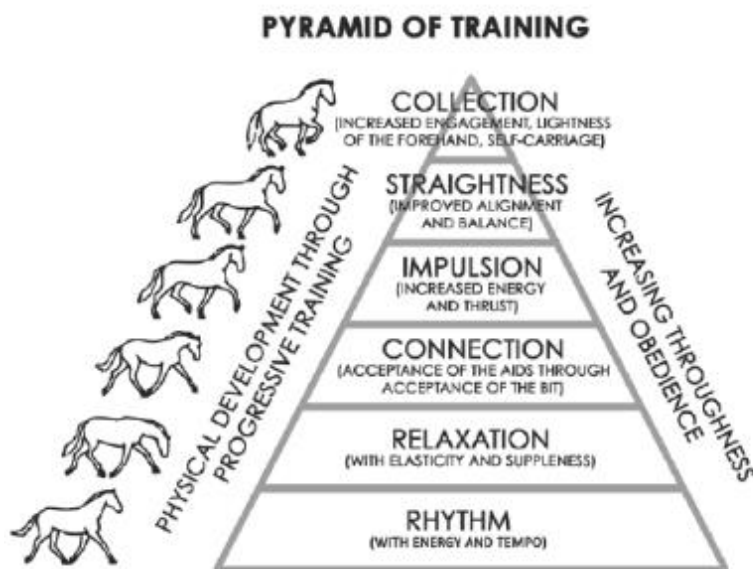 PYRAMID OF TRAINING
COLLECTION
(INCREASED ENGAGEMENT, LIGHTNESS
OF THE FOREHAND, SELF-CARRIAGE)
STRAIGHTNESS
(IMPROVED ALIGNMENT
AND BALANCE)
IMPULSION
(INCREASED ENERGY
AND THRUST)
CONNECTION
(ACCEPTANCE OF THE AIDS THROUGH
ACCEPTANCE OF THE BIT)
RELAXATION
(WITH ELASTICITY AND SUPPLENESS)
RHYTHM
(WITH ENERGY AND TEMPO)
PHYSICAL DEVELOPMENT THROUGH
PROGRESSIVE TRAINING
INCREASING THROUGHNESS
AND OBEDIENCE